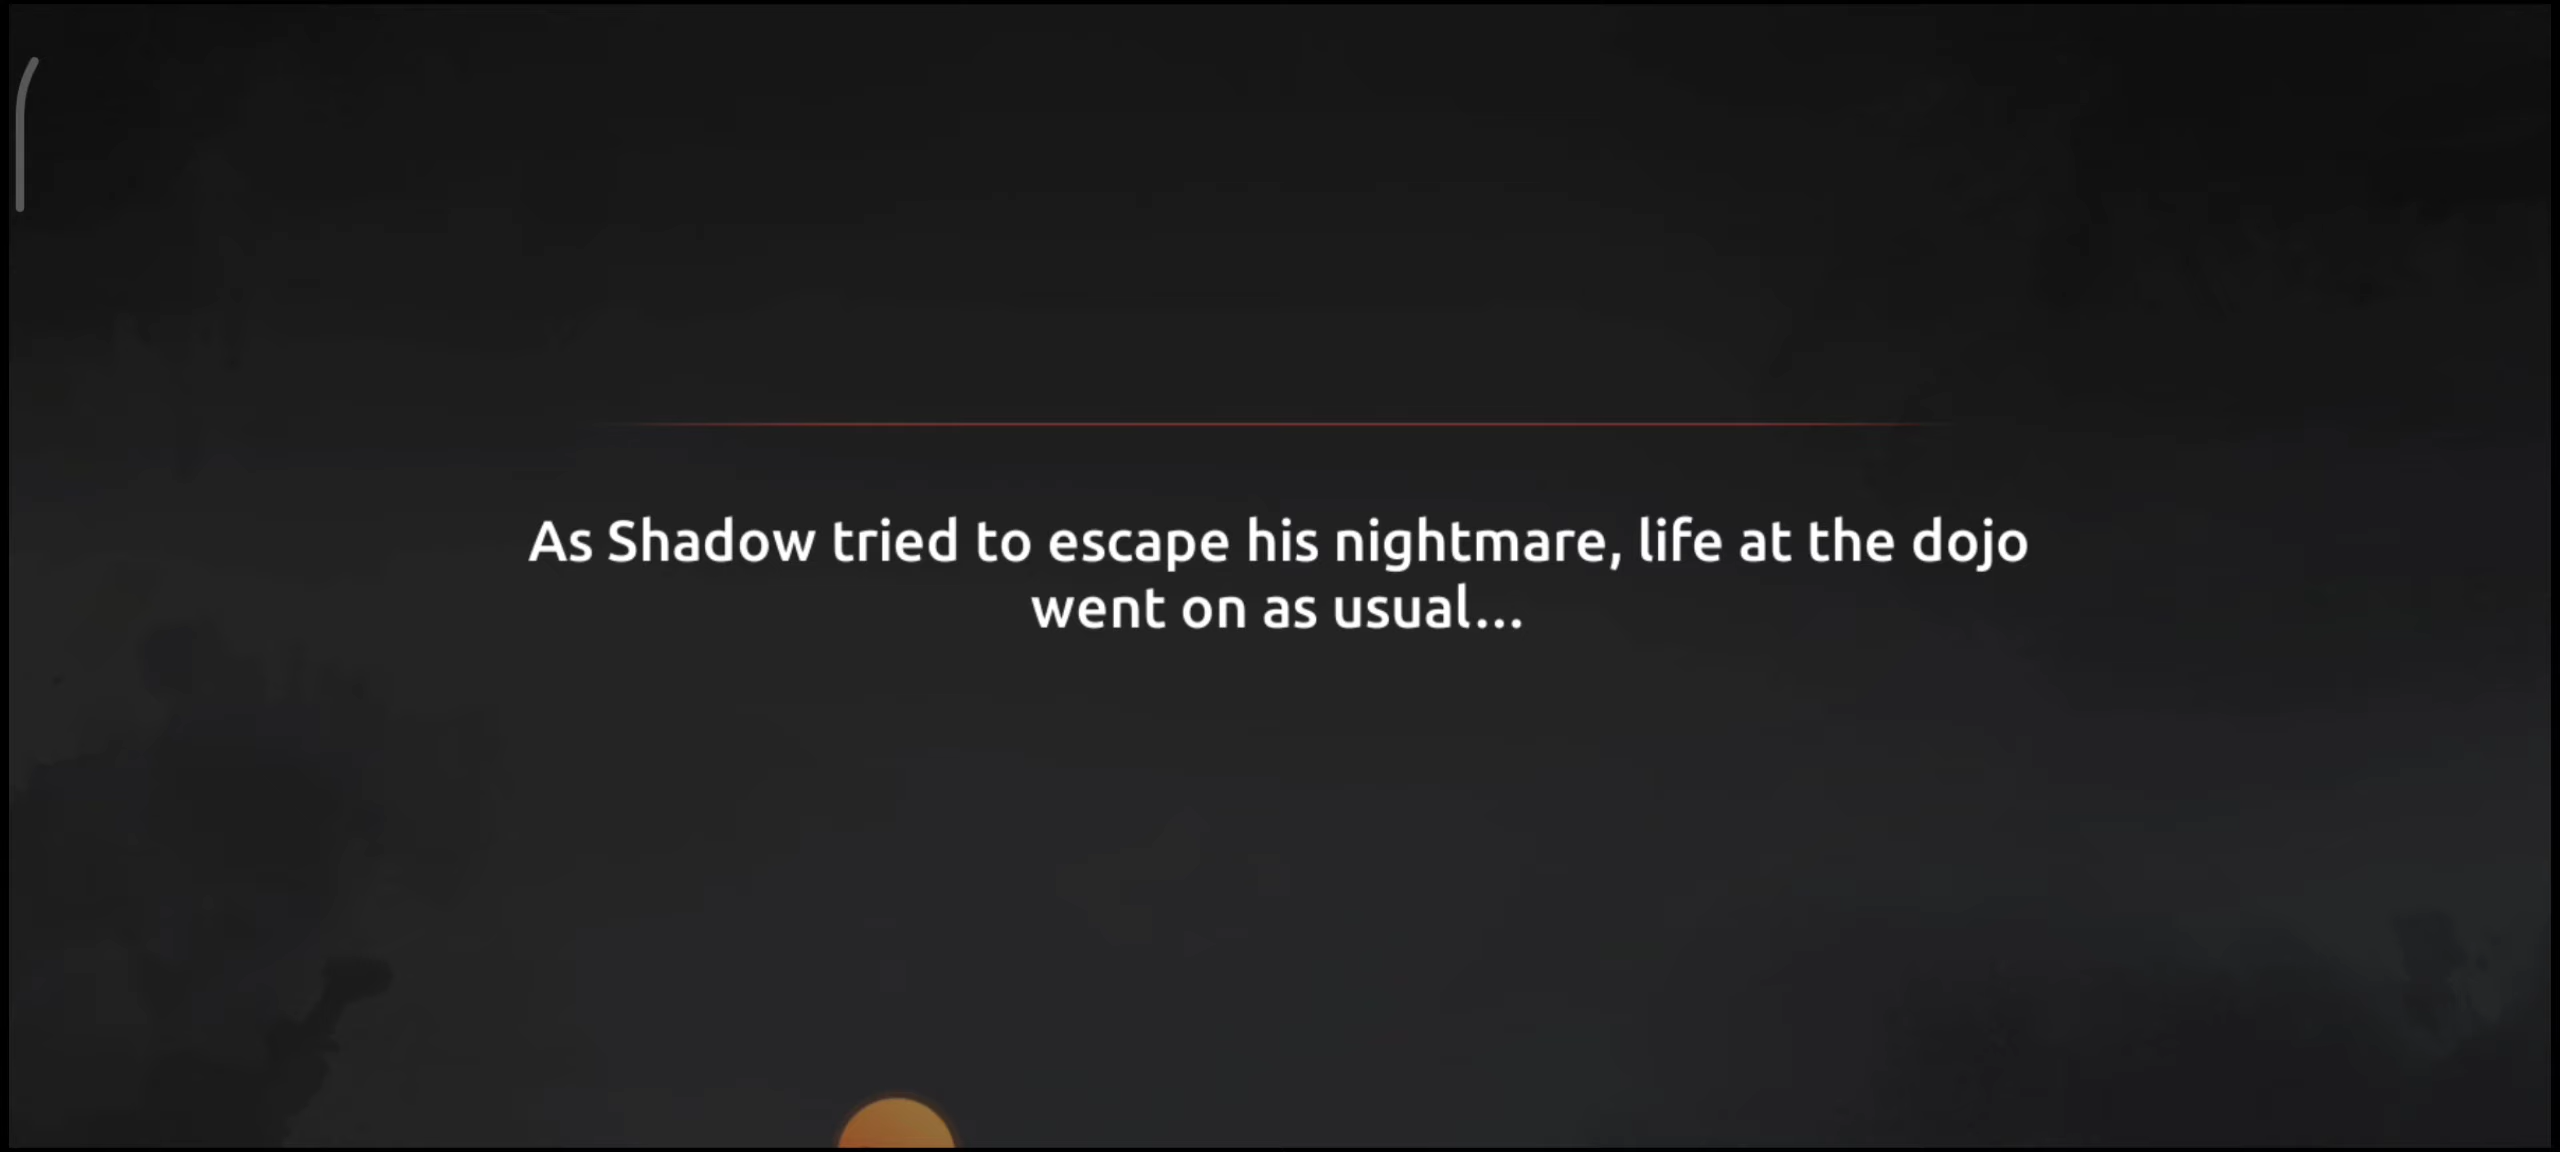 As Shadow tried to escape his nightmare, life at the dojo
went on as usual...